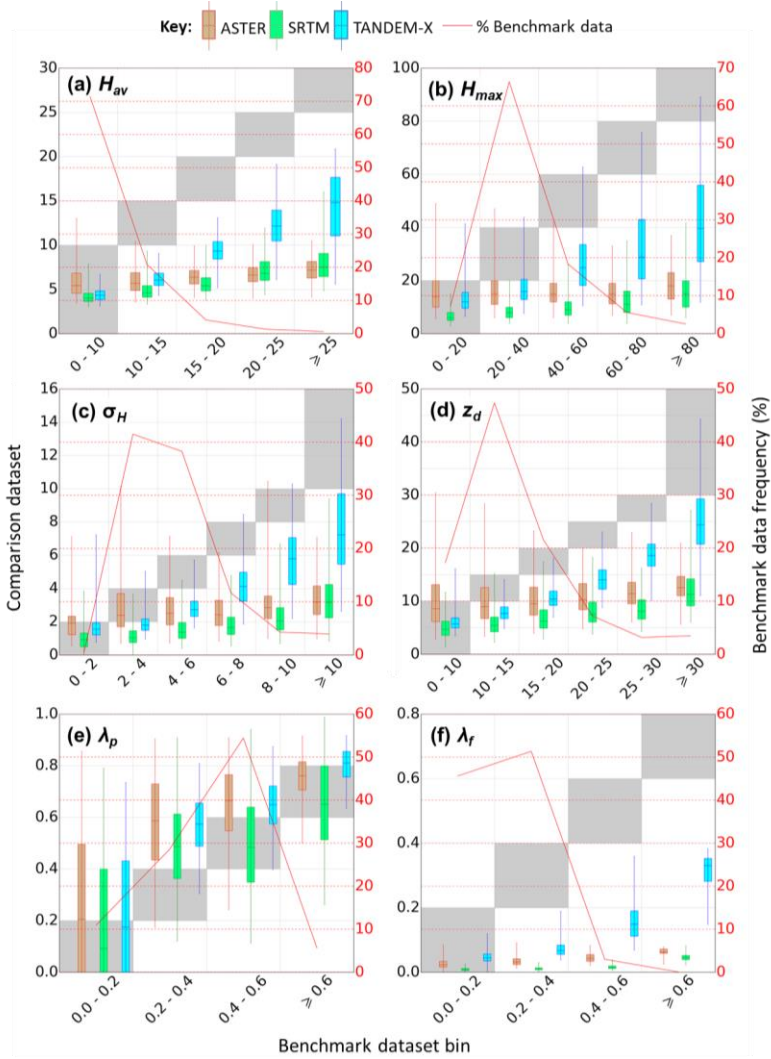 Key: ASTER SRTM TANDEM-X % Benchmark data
(a) H_av
30
25
20
15
10
5
0
80
70
60
50
40
30
20
10
0
0 - 10
10 - 15
15 - 20
20 - 25
⩾ 25
(b) H_max
100
80
60
40
20
0
70
60
50
40
30
20
10
0
0 - 20
20 - 40
40 - 60
60 - 80
⩾ 80
Comparison dataset
(c) σ_H
16
14
12
10
8
6
4
2
0
50
40
30
20
10
0
0 - 2
2 - 4
4 - 6
6 - 8
8 - 10
⩾ 10
(d) z_d
50
40
30
20
10
0
50
40
30
20
10
0
0 - 10
10 - 15
15 - 20
20 - 25
25 - 30
⩾ 30
Benchmark data frequency (%)
(e) λ_p
1.0
0.8
0.6
0.4
0.2
0.0
60
50
40
30
20
10
0
0.0 - 0.2
0.2 - 0.4
0.4 - 0.6
⩾ 0.6
(f) λ_f
0.8
0.6
0.4
0.2
0.0
60
50
40
30
20
10
0
0.0 - 0.2
0.2 - 0.4
0.4 - 0.6
⩾ 0.6
Benchmark dataset bin